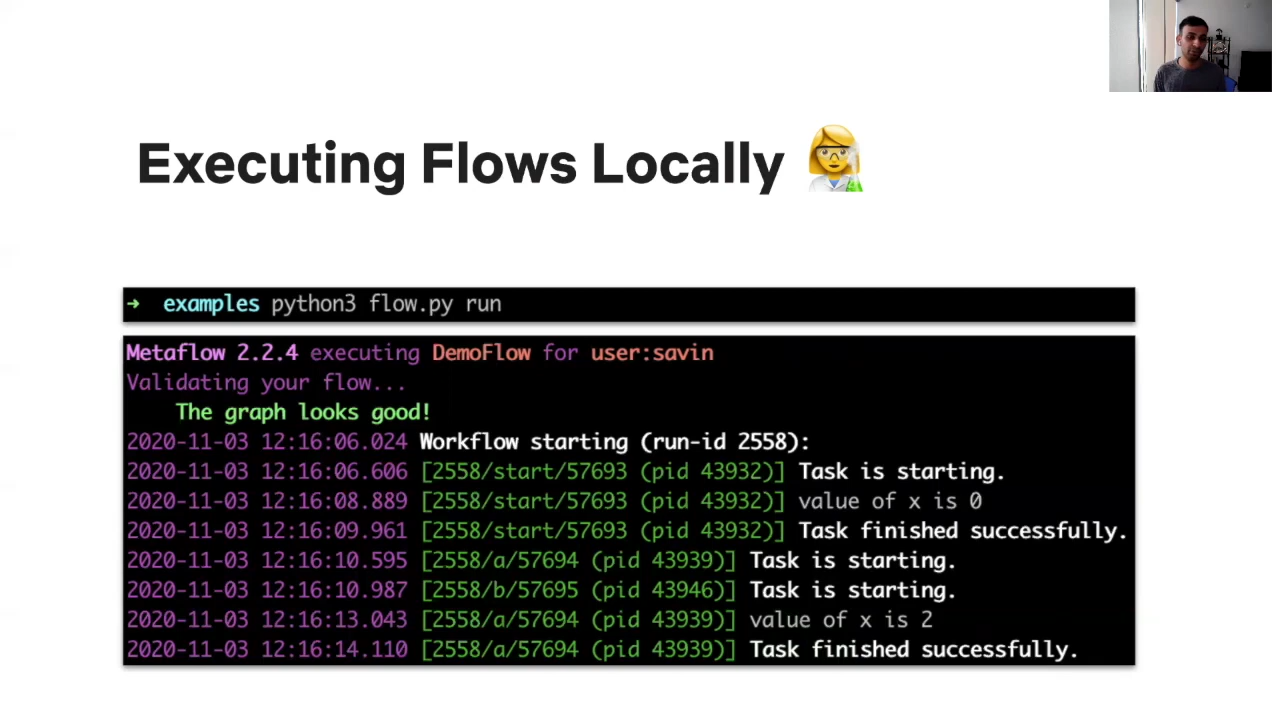 Executing Flows Locally
➜ examples python3 flow.py run
Metaflow 2.2.4 executing DemoFlow for user:savin
Validating your flow...
The graph looks good!
2020-11-03 12:16:06.024 Workflow starting (run-id 2558):
2020-11-03 12:16:06.606 [2558/start/57693 (pid 43932)] Task is starting.
2020-11-03 12:16:08.889 [2558/start/57693 (pid 43932)] value of x is 0
2020-11-03 12:16:09.961 [2558/start/57693 (pid 43932)] Task finished successfully.
2020-11-03 12:16:10.595 [2558/a/57694 (pid 43939)] Task is starting.
2020-11-03 12:16:10.987 [2558/b/57695 (pid 43946)] Task is starting.
2020-11-03 12:16:13.043 [2558/a/57694 (pid 43939)] value of x is 2
2020-11-03 12:16:14.110 [2558/a/57694 (pid 43939)] Task finished successfully.